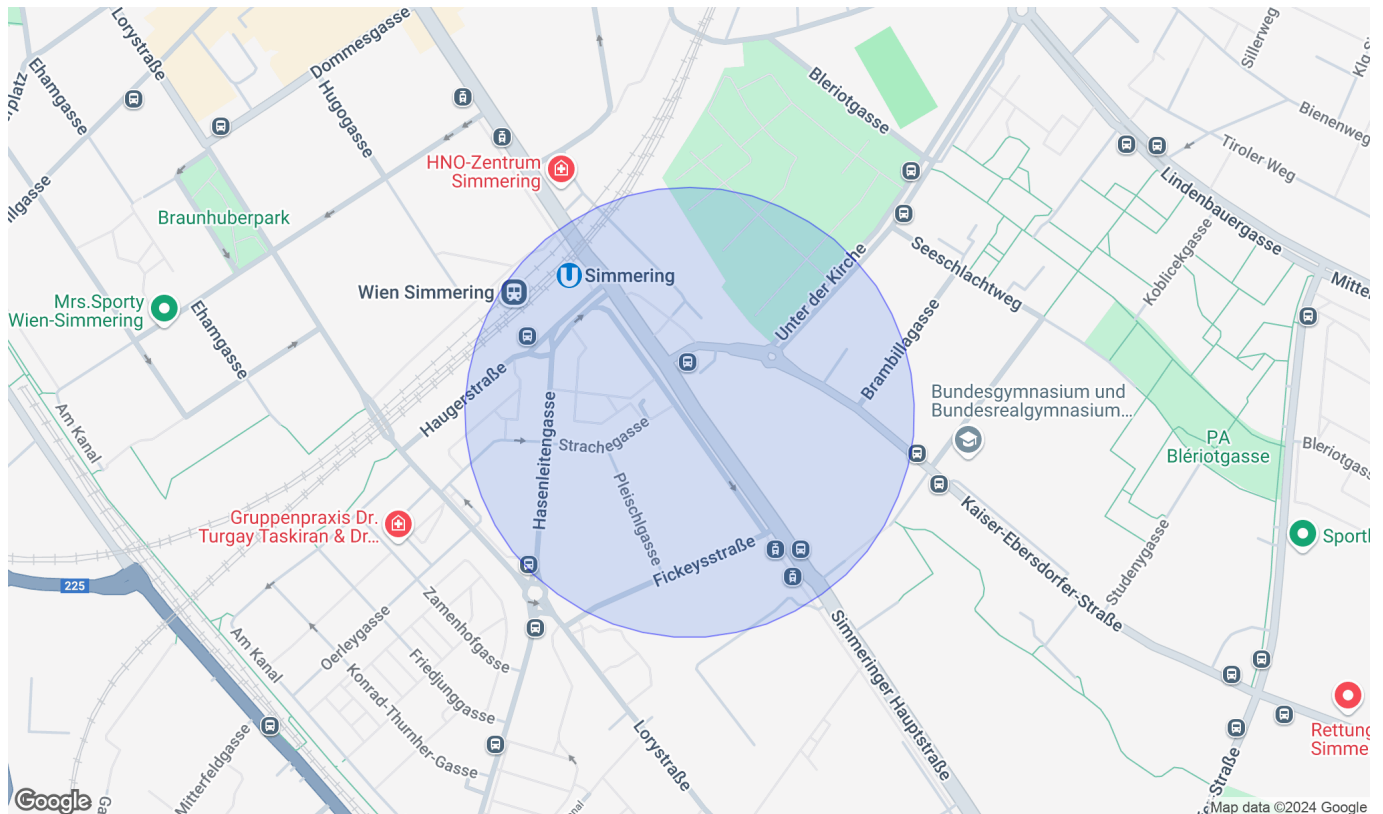 Lorystraße
Dommesgasse
Ehamgasse
Hugogasse
HNO-Zentrum
Simmering
Braunhuberpark
Bleriotgasse
Sillerweg
Bienenweg
Tiroler Weg
Lindenbauergasse
Koblicekgasse
Seeschlachtweg
Unter der Kirche
Brambillagasse
Simmering
Wien Simmering
Mrs.Sporty
Wien-Simmering
Ehamgasse
Haugerstraße
Hasenleitengasse
Strachegasse
Pleischlgasse
Fickeysstraße
Am Kanal
Bundesgymnasium und
Bundesrealgymnasium...
PA
Blériotgasse
Gruppenpraxis Dr.
Turgay Taskiran & Dr...
225
Kaiser-Ebersdorfer-Straße
Studenygasse
Zamenhofgasse
Oerleygasse
Friedjunggasse
Konrad-Thurnher-Gasse
Am Kanal
Mitterfeldgasse
Lorystraße
Simmeringer Hauptstraße
Rettung
Simme
Google
Map data ©2024 Google